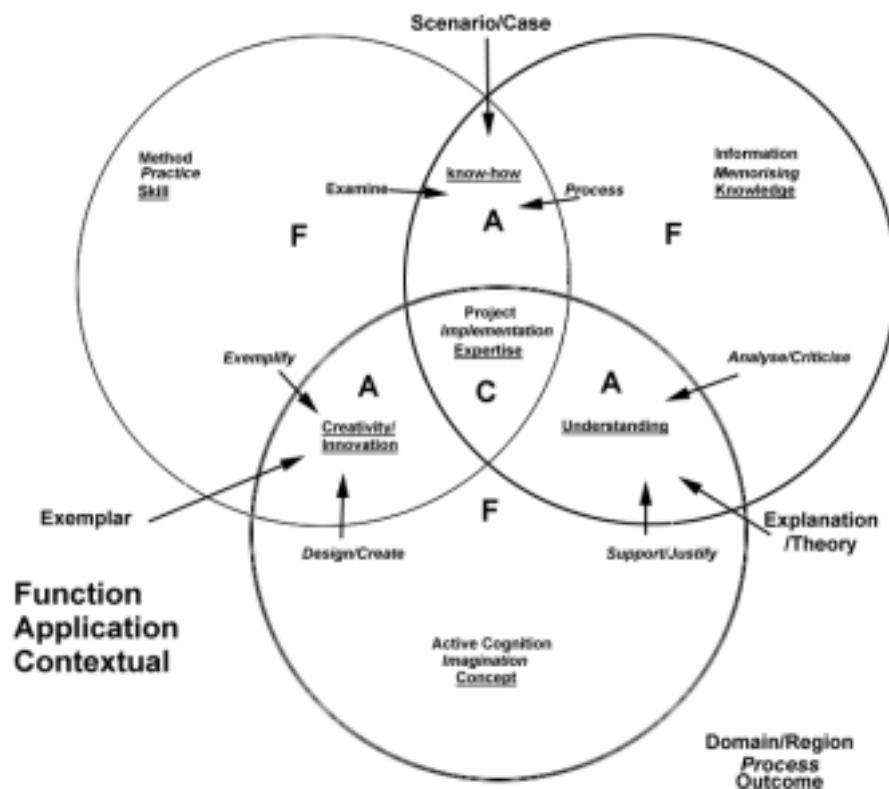 Scenario/Case
Method
Practice
Skill
Information
Memorising
Knowledge
know-how
Examine
Process
A
F
F
Project
Implementation
Expertise
Exemplify
Analyse/Criticise
A
A
C
Creativity/
Innovation
Understanding
F
Exemplar
Explanation
/Theory
Design/Create
Support/Justify
Function
Application
Contextual
Active Cognition
Imagination
Concept
Domain/Region
Process
Outcome